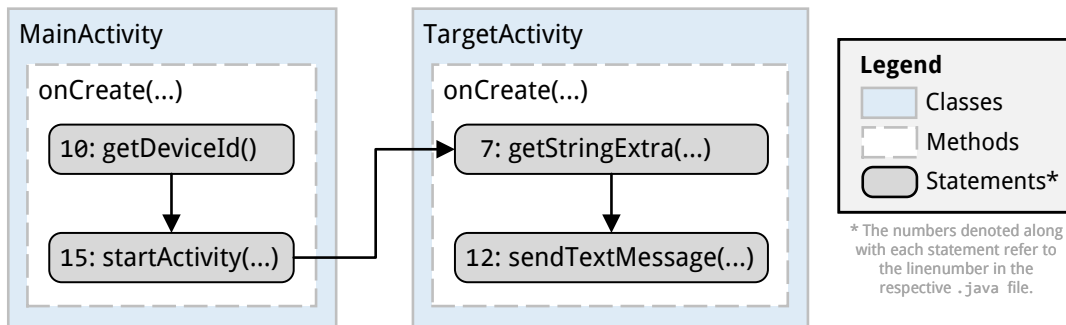 MainActivity
onCreate(...)
10: getDeviceId()
15: startActivity(...)
TargetActivity
onCreate(...)
7: getStringExtra(...)
12: sendTextMessage(...)
Legend
Classes
Methods
Statements*
* The numbers denoted along
with each statement refer to
the linenumber in the
respective .java file.